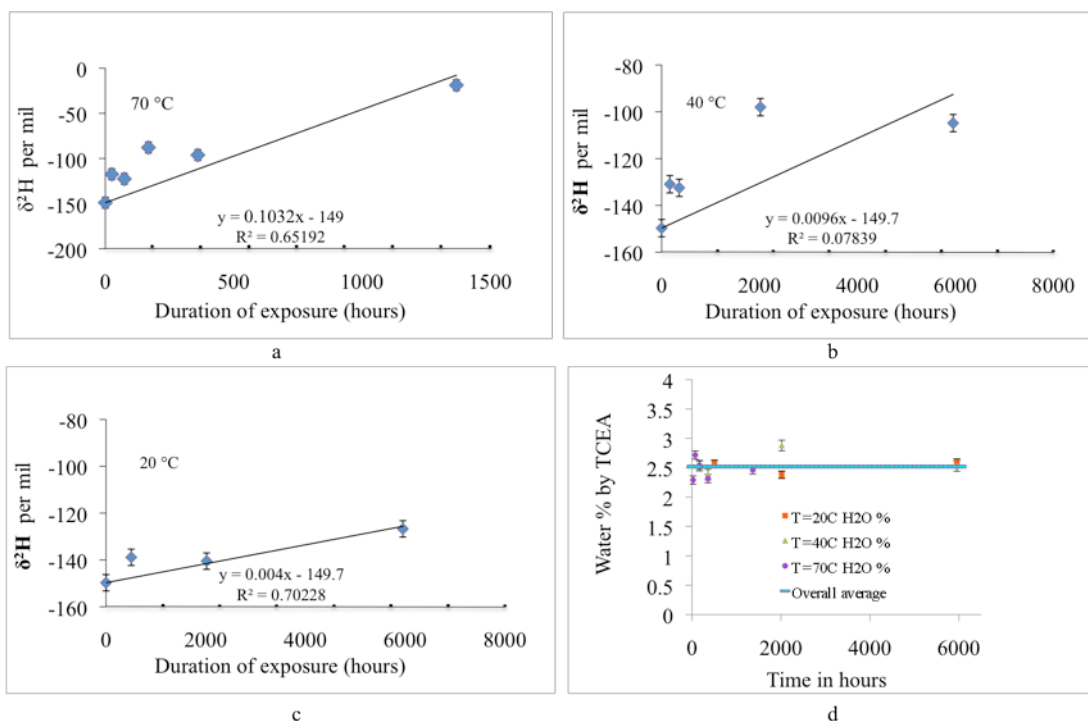 0
-50
-100
-150
-200
δ²H per mil
70 °C
y = 0.1032x - 149
R² = 0.65192
0 500 1000 1500
Duration of exposure (hours)
a
-80
-100
-120
-140
-160
δ²H per mil
40 °C
y = 0.0096x - 149.7
R² = 0.07839
0 2000 4000 6000 8000
Duration of exposure (hours)
b
-80
-100
-120
-140
-160
δ²H per mil
20 °C
y = 0.004x - 149.7
R² = 0.70228
0 2000 4000 6000 8000
Duration of exposure (hours)
c
4
3.5
3
2.5
2
1.5
1
0.5
0
Water % by TCEA
T=20C H2O %
T=40C H2O %
T=70C H2O %
Overall average
0 2000 4000 6000
Time in hours
d